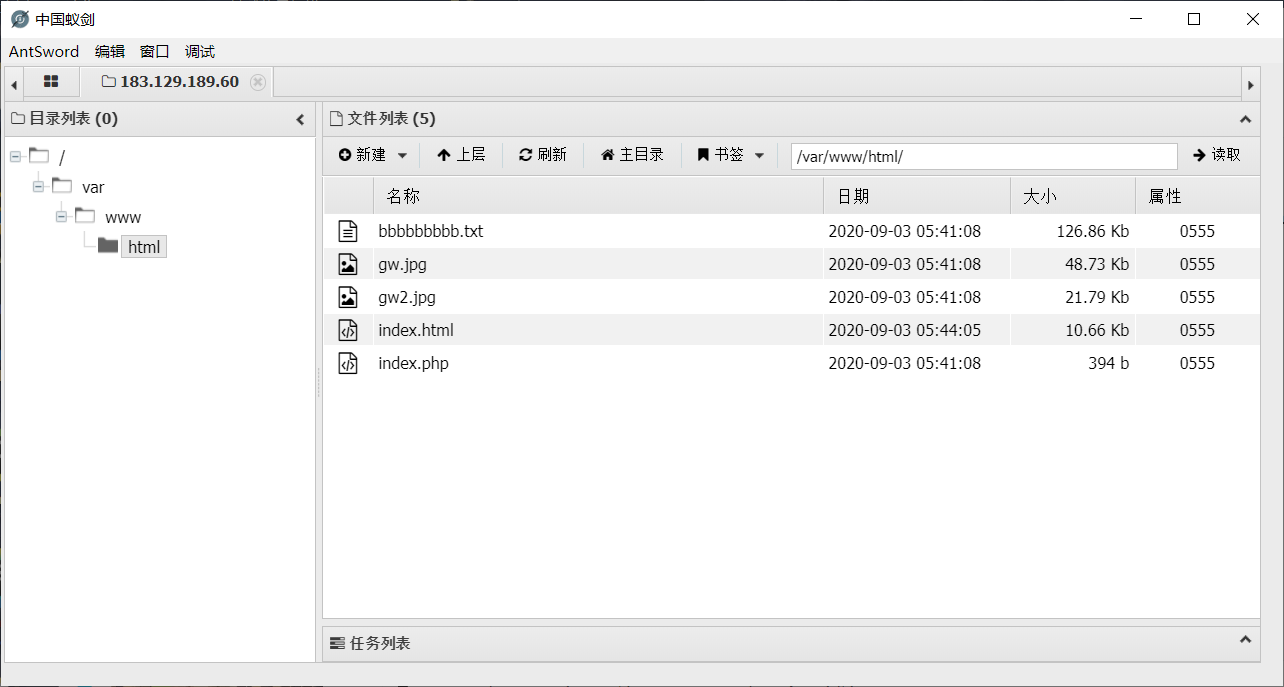 中国蚁剑
AntSword 编辑 窗口 调试
183.129.189.60
目录列表 (0)
/
var
www
html
文件列表 (5)
新建 上层 刷新 主目录 书签 /var/www/html/ 读取
名称 日期 大小 属性
bbbbbbbbb.txt 2020-09-03 05:41:08 126.86 Kb 0555
gw.jpg 2020-09-03 05:41:08 48.73 Kb 0555
gw2.jpg 2020-09-03 05:41:08 21.79 Kb 0555
index.html 2020-09-03 05:44:05 10.66 Kb 0555
index.php 2020-09-03 05:41:08 394 b 0555
任务列表